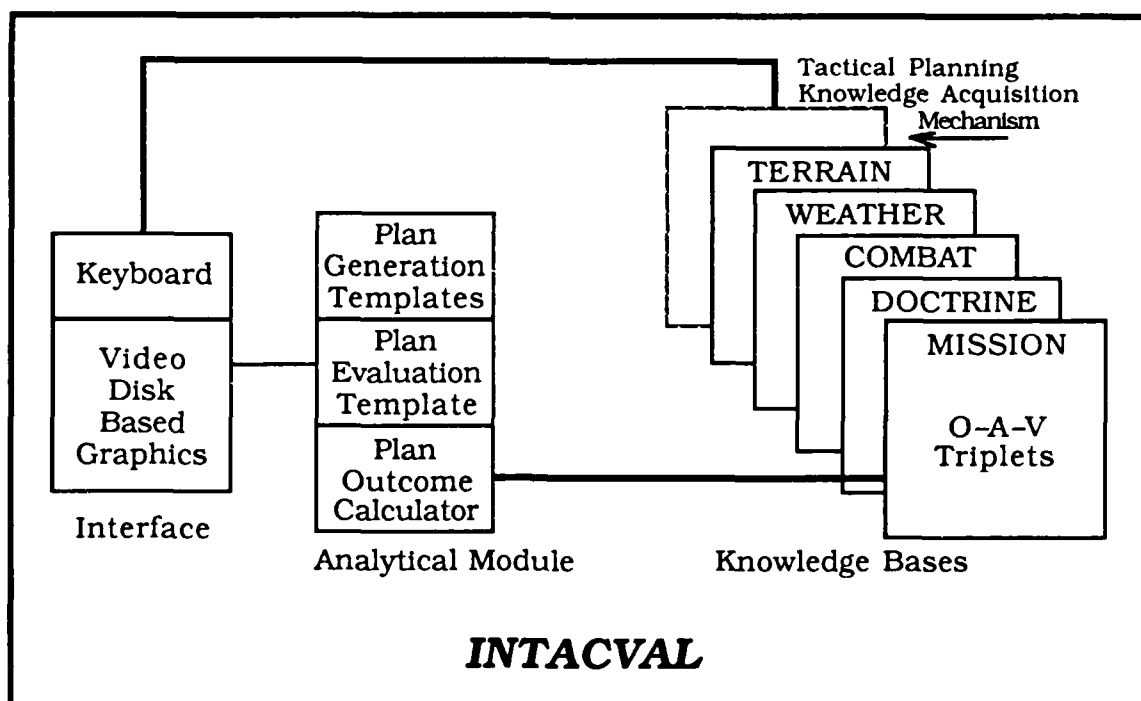 Tactical Planning
Knowledge Acquisition
Mechanism
TERRAIN
WEATHER
COMBAT
DOCTRINE
MISSION
O-A-V
Triplets
Knowledge Bases
Keyboard
Video
Disk
Based
Graphics
Interface
Plan
Generation
Templates
Plan
Evaluation
Template
Plan
Outcome
Calculator
Analytical Module
INTACVAL